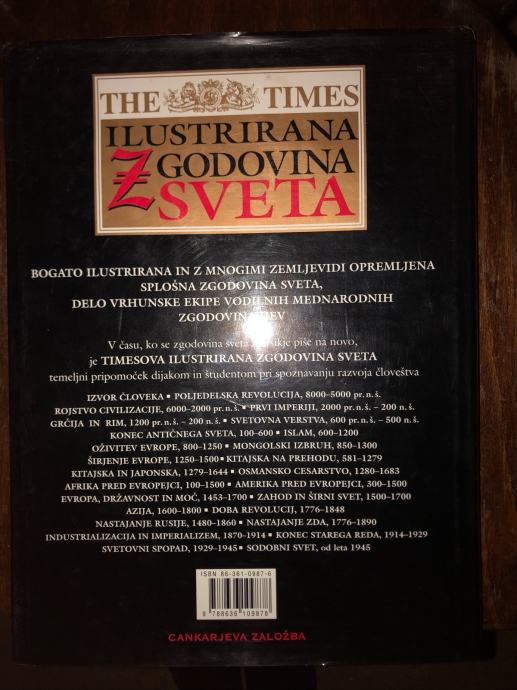 THE TIMES
ILUSTRIRANA
ZGODOVINA
SVETA
BOGATO ILUSTRIRANA IN Z MNOGIMI ZEMLJEVIDI OPREMLJENA
SPLOŠNA ZGODOVINA SVETA,
DELO VRHUNSKE EKIPE VODILNIH MEDNARODNIH
V času, ko se zgodovina sveta piše na novo,
je TIMESOVA ILUSTRIRANA ZGODOVINA SVETA
temeljni pripomoček dijakom in študentom pri spoznavanju razvoja človeštva
IZVOR ČLOVEKA ▪ POLJEDELSKA REVOLUCIJA, 8000–5000 pr. n. š.
ROJSTVO CIVILIZACIJE, 6000–2000 pr. n. š. ▪ PRVI IMPERIJI, 2000 pr. n. š. – 200 n. š.
GRČIJA IN RIM, 1200 pr. n. š. – 200 n. š. ▪ SVETOVNA VERSTVA, 600 pr. n. š. – 500 n. š.
KONEC ANTIČNEGA SVETA, 100–600 ▪ ISLAM, 600–1200
OŽIVITEV EVROPE, 800–1250 ▪ MONGOLSKI IZBRUH, 850–1300
ŠIRJENJE EVROPE, 1250–1500 ▪ KITAJSKA NA PREHODU, 581–1279
KITAJSKA IN JAPONSKA, 1279–1644 ▪ OSMANSKO CESARSTVO, 1280–1683
AFRIKA PRED EVROPEJCI, 100–1500 ▪ AMERIKA PRED EVROPEJCI, 300–1500
EVROPA, DRŽAVNOST IN MOČ, 1453–1700 ▪ ZAHOD IN ŠIRNI SVET, 1500–1700
AZIJA, 1600–1800 ▪ DOBA REVOLUCIJ, 1776–1848
NASTAJANJE RUSIJE, 1480–1860 ▪ NASTAJANJE ZDA, 1776–1890
INDUSTRIALIZACIJA IN IMPERIALIZEM, 1870–1914 ▪ KONEC STAREGA REDA, 1914–1929
SVETOVNI SPOPAD, 1929–1945 ▪ SODOBNI SVET, od leta 1945
ISBN 86-361-0987-6
9 788636 109878
CANKARJEVA ZALOŽBA